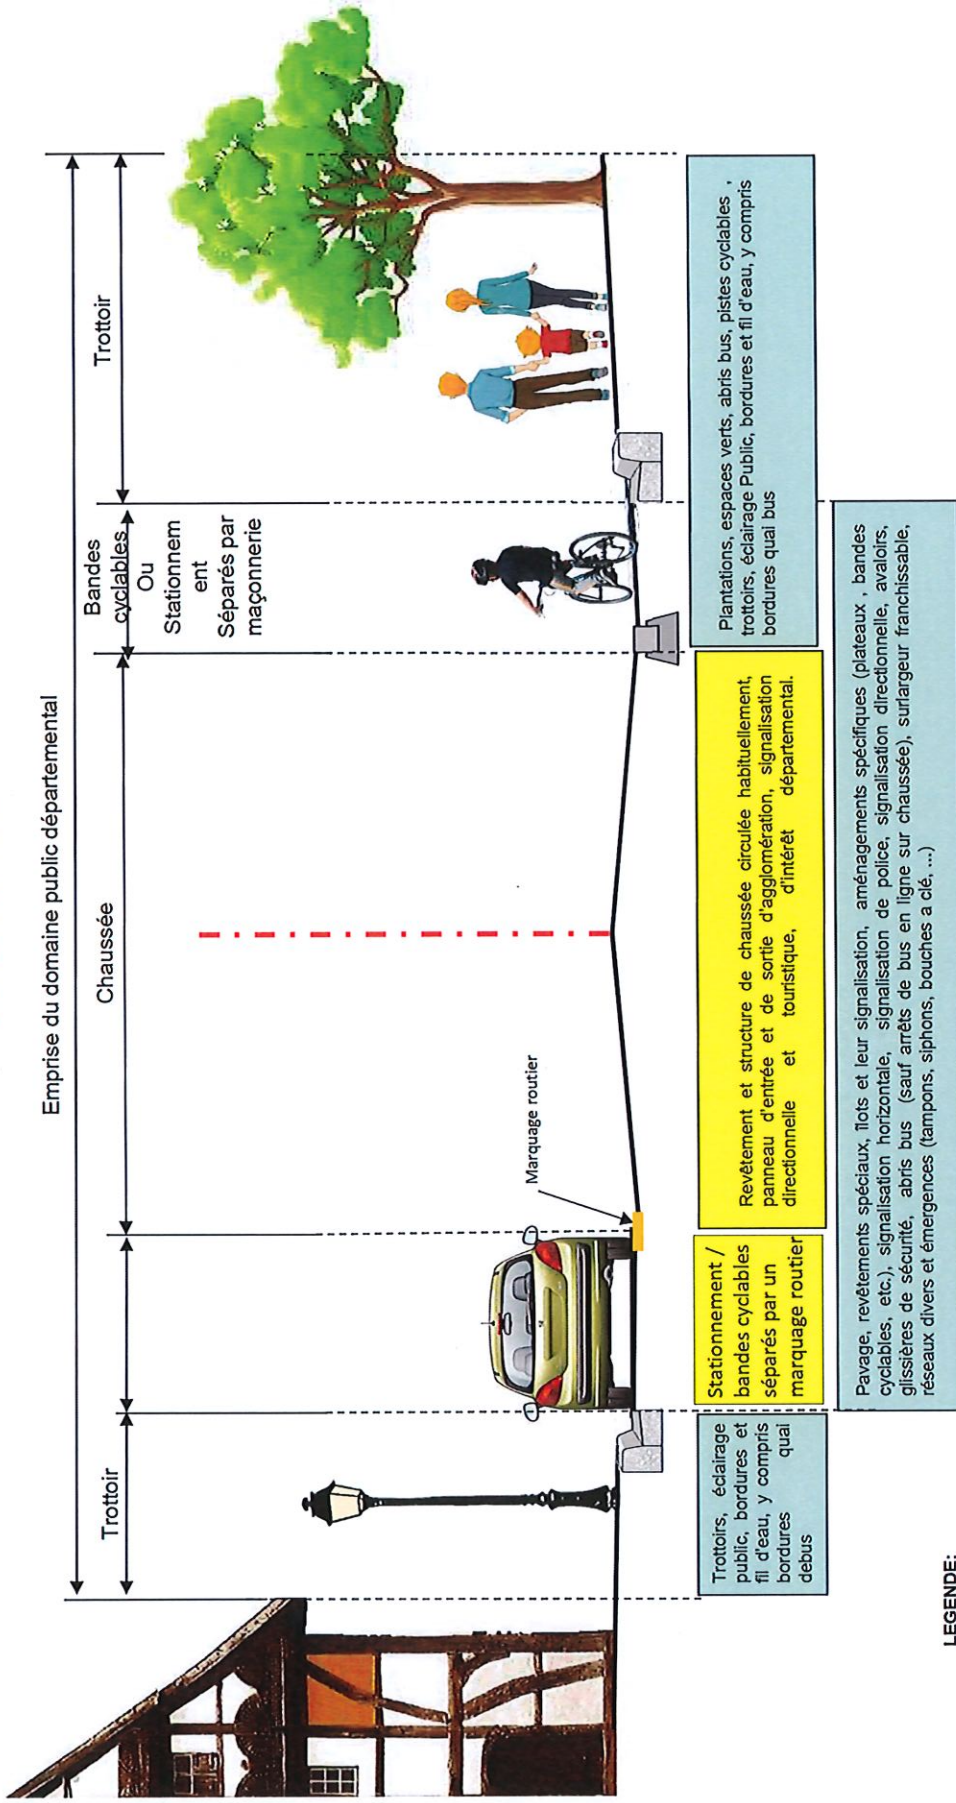 Emprise du domaine public départemental
Trottoir
Chaussée
Bandes
cyclables
Ou
Stationnem
ent
Séparés par
maçonnerie
Trottoir
Marquage routier
Trottoirs, éclairage
public, bordures et
fil d'eau, y compris
bordures quai
debus
Stationnement /
bandes cyclables
séparés par un
marquage routier
Revêtement et structure de chaussée circulée habituellement,
panneau d'entrée et de sortie d'agglomération, signalisation
directionnelle et touristique, d'intérêt départemental.
Plantations, espaces verts, abris bus, pistes cyclables ,
trottoirs, éclairage Public, bordures et fil d'eau, y compris
bordures quai bus
Pavage, revêtements spéciaux, îlots et leur signalisation, aménagements spécifiques (plateaux , bandes
cyclables, etc.), signalisation horizontale, signalisation de police, signalisation directionnelle, avaloirs,
glissières de sécurité, abris bus (sauf arrêts de bus en ligne sur chaussée), surlargeur franchissable,
réseaux divers et émergences (tampons, siphons, bouches a clé, ...)
LEGENDE: